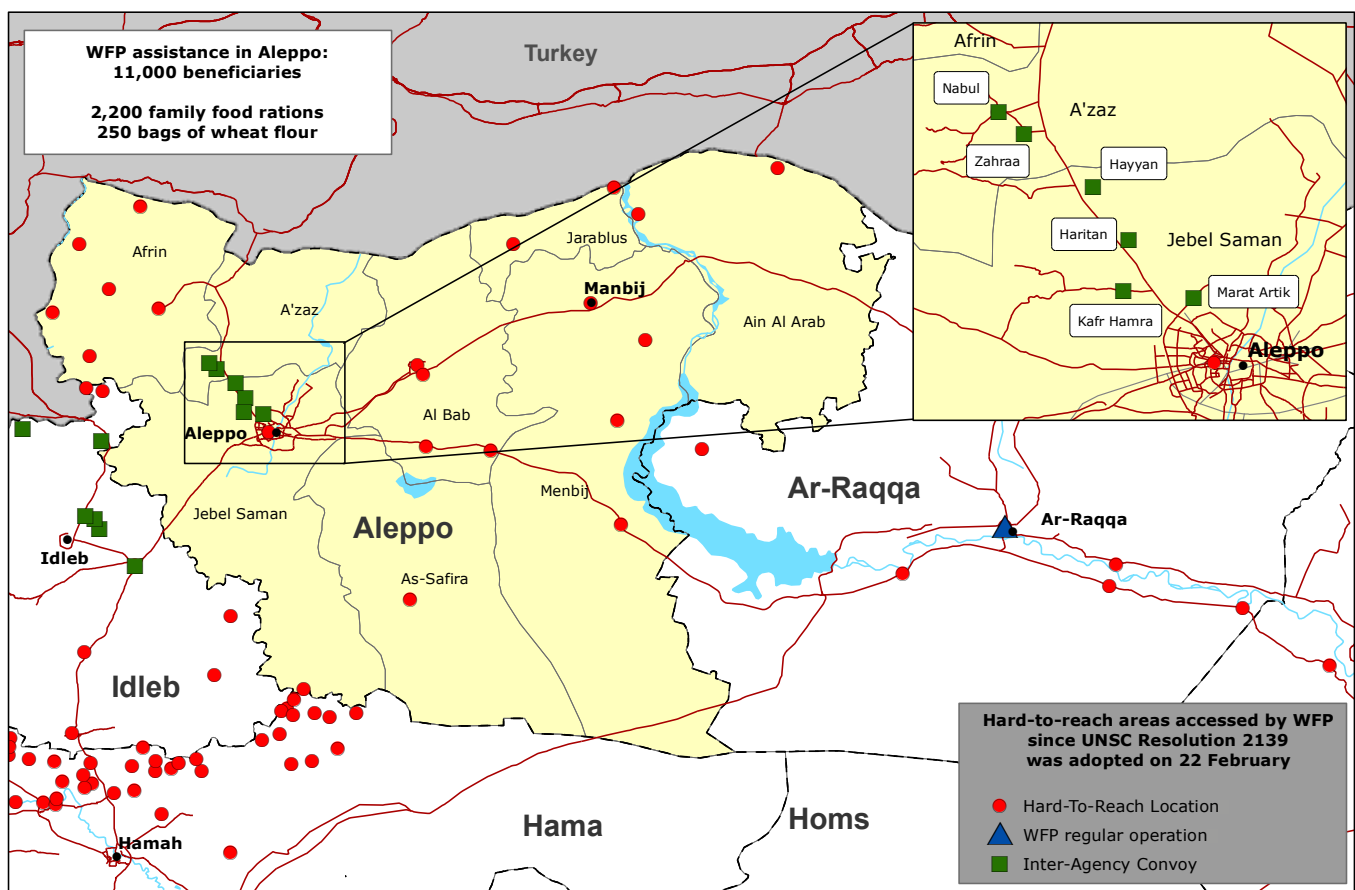 WFP assistance in Aleppo:
11,000 beneficiaries
2,200 family food rations
250 bags of wheat flour
Turkey
Afrin
Nabul
A'zaz
Zahraa
Hayyan
Haritan
Jebel Saman
Marat Artik
Kafr Hamra
Aleppo
Afrin
Jarablus
A'zaz
Manbij
Ain Al Arab
Al Bab
Aleppo
Menbij
Ar-Raqqa
Jebel Saman
Aleppo
Ar-Raqqa
Idleb
As-Safira
Idleb
Hama
Homs
Hamah
Hard-to-reach areas accessed by WFP
since UNSC Resolution 2139
was adopted on 22 February
Hard-To-Reach Location
WFP regular operation
Inter-Agency Convoy